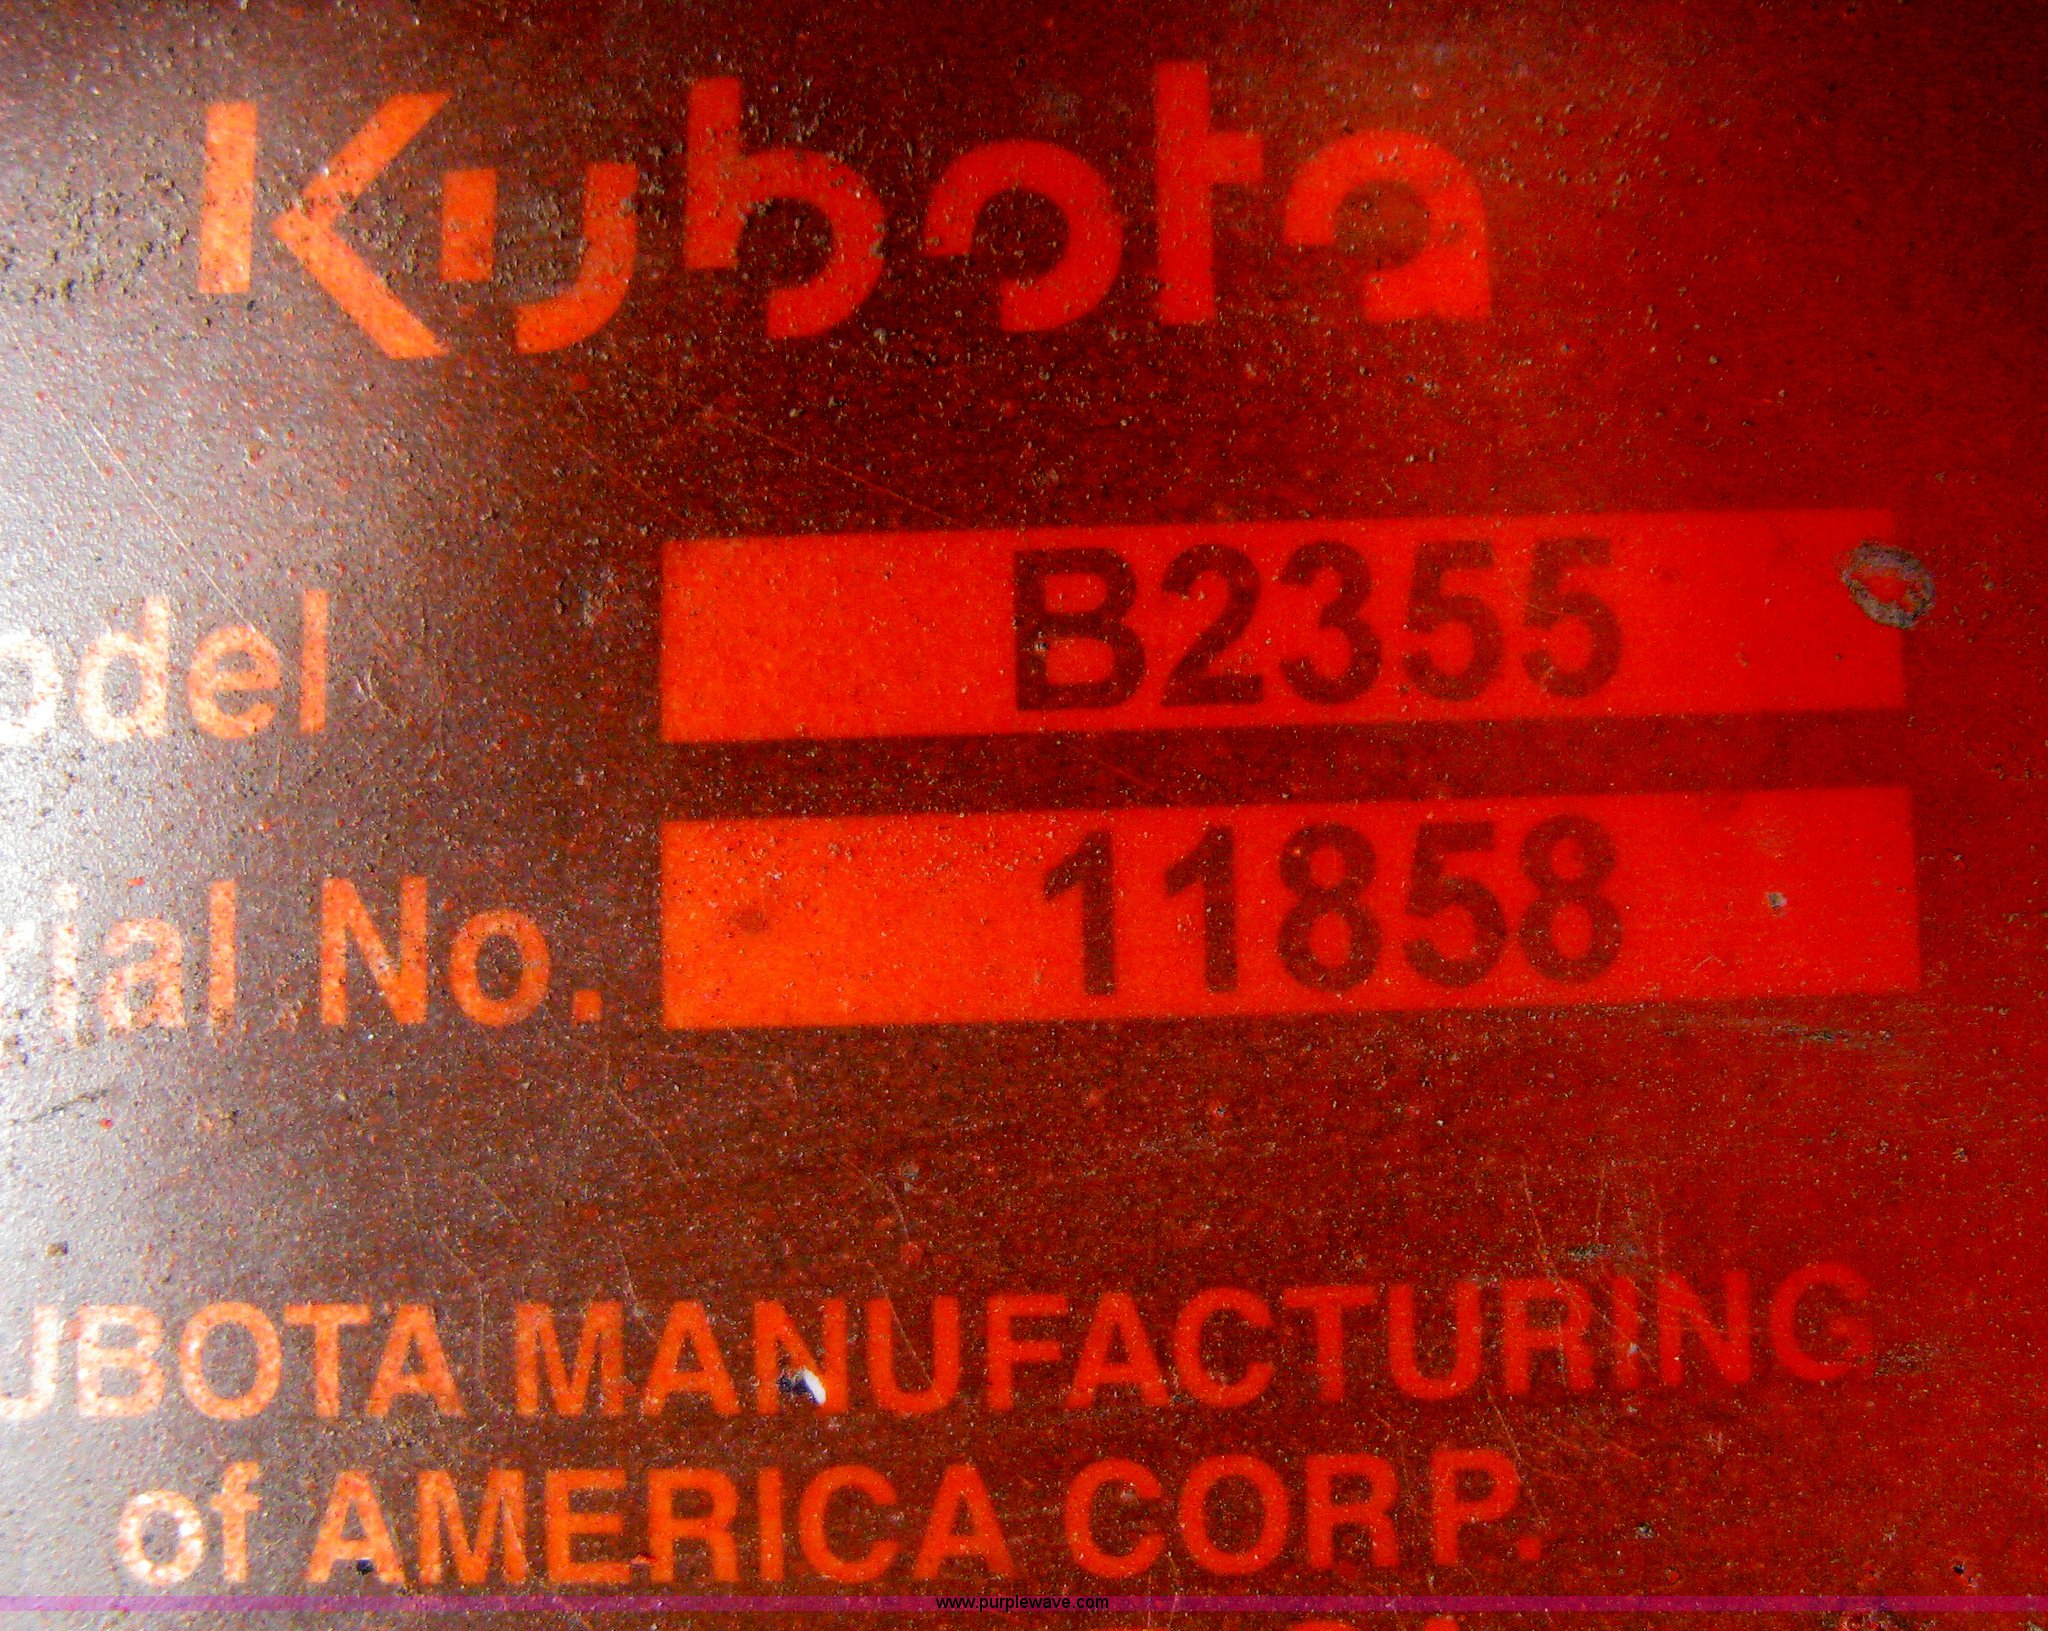 Kubota
odel B2355
rial No. 11858
UBOTA MANUFACTURING
of AMERICA CORP.
www.purplewave.com